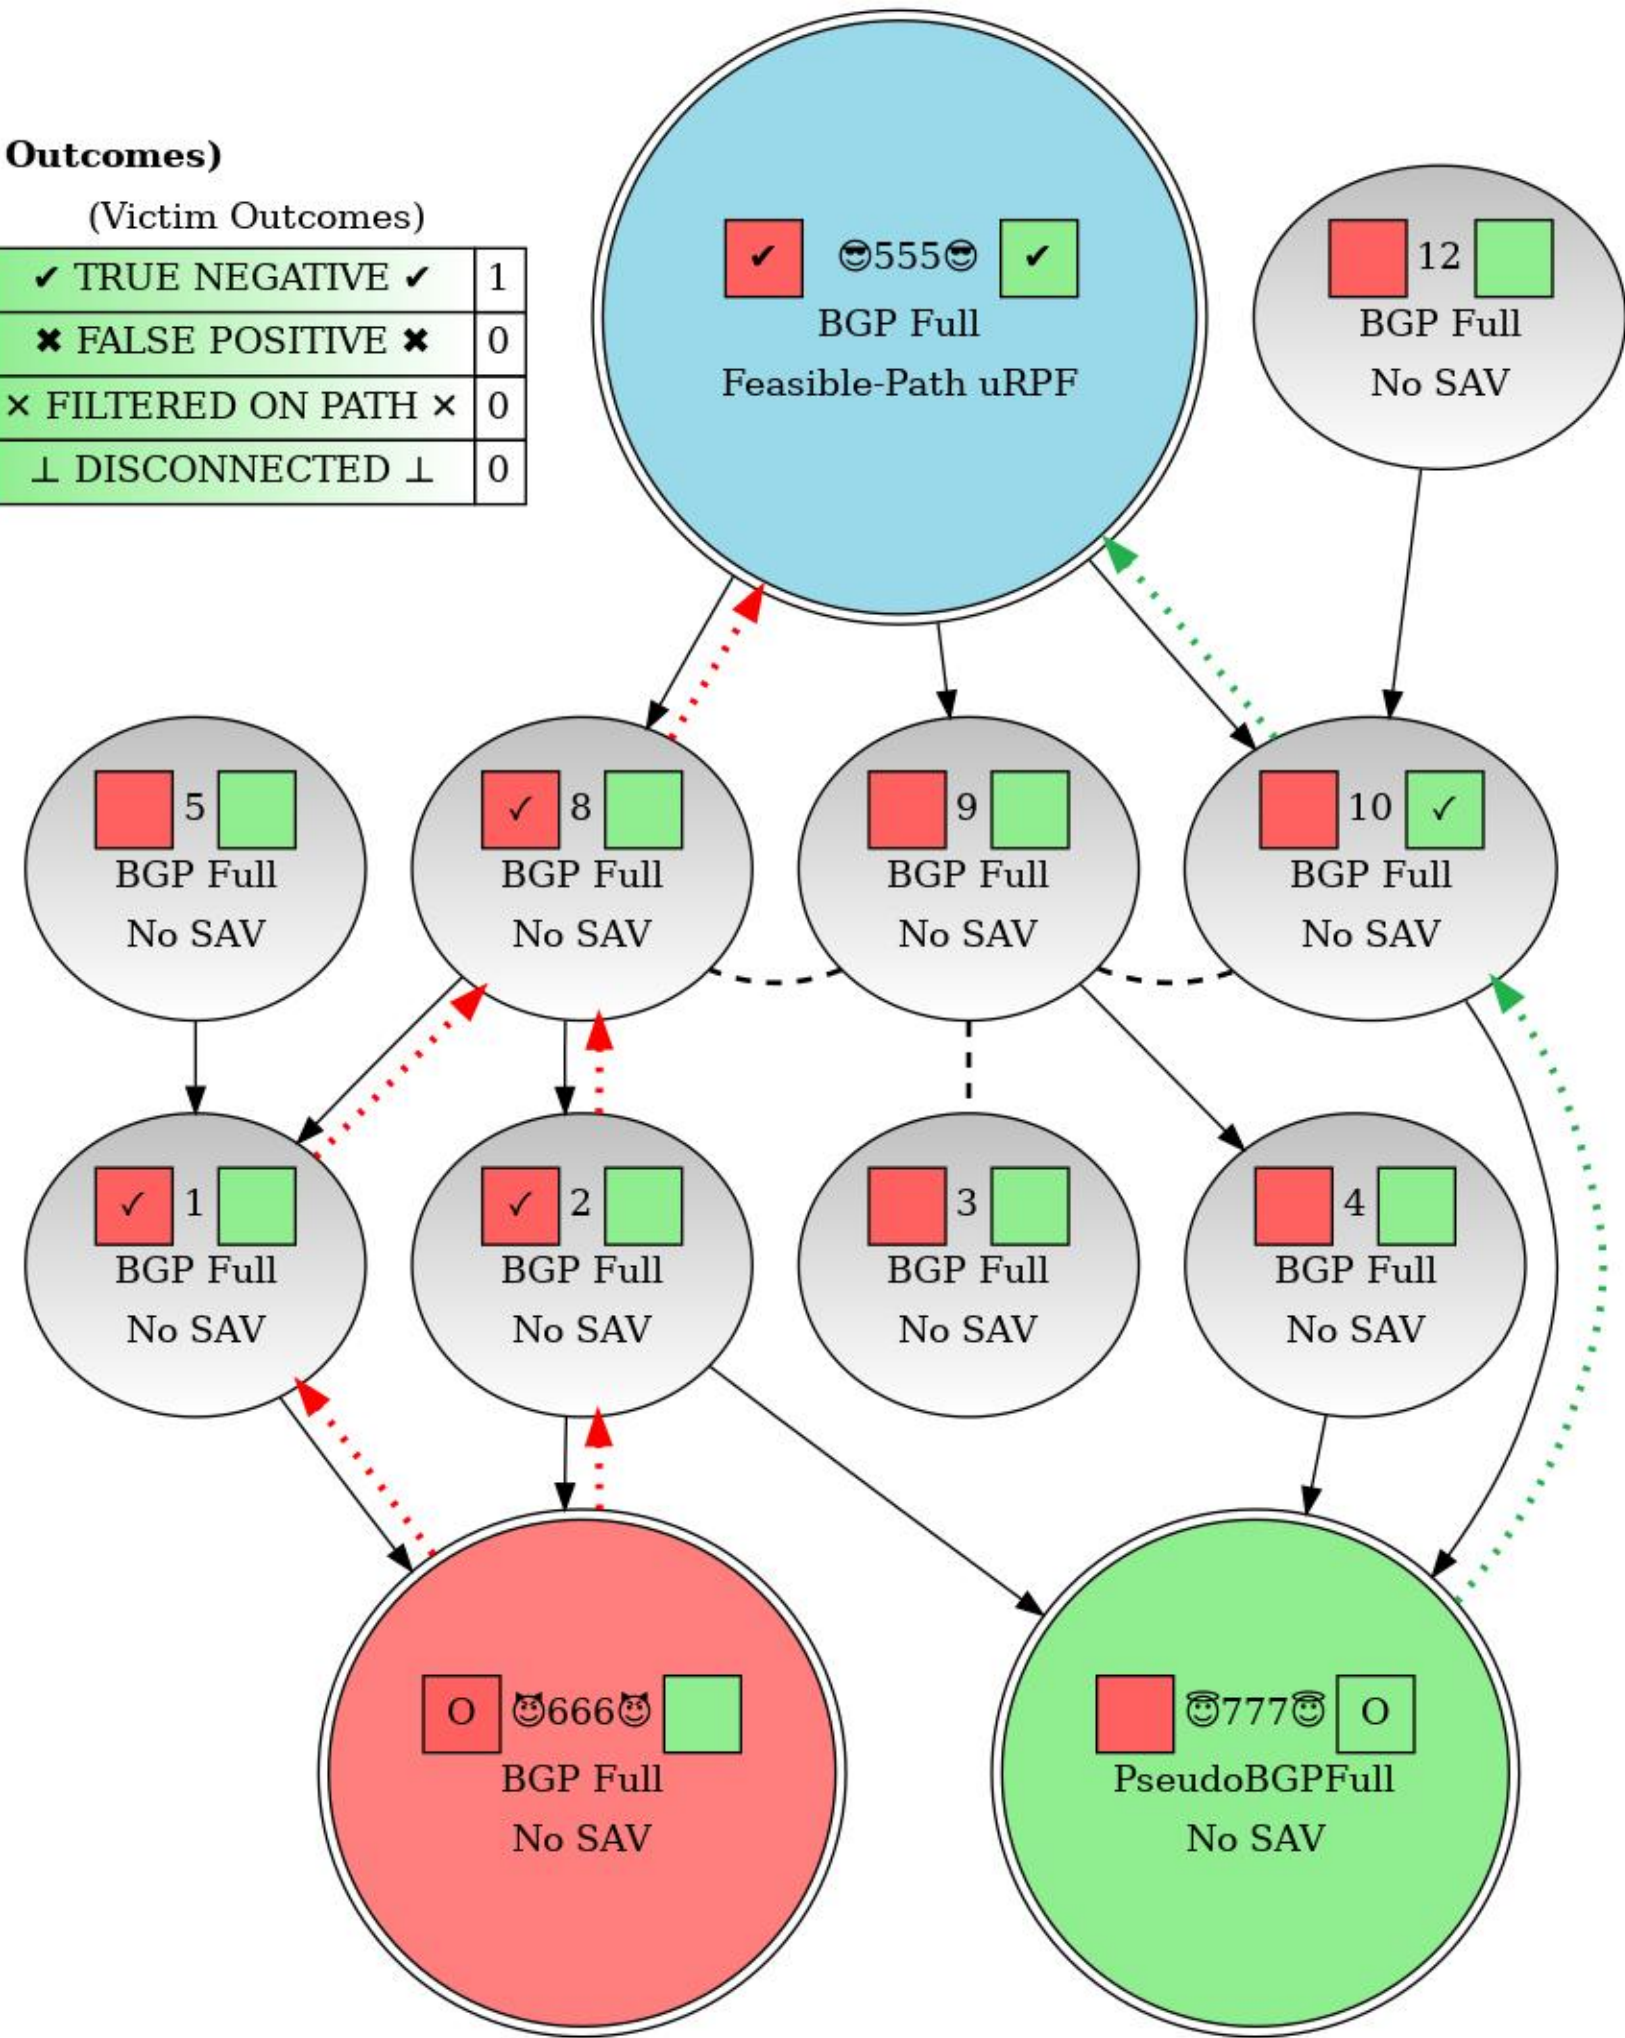 Outcomes)
(Victim Outcomes)
✔ TRUE NEGATIVE ✔ 1
✖ FALSE POSITIVE ✖ 0
✕ FILTERED ON PATH ✕ 0
⊥ DISCONNECTED ⊥ 0
✔ 😎555😎 ✔
BGP Full
Feasible-Path uRPF
12
BGP Full
No SAV
5
BGP Full
No SAV
✓ 8
BGP Full
No SAV
9
BGP Full
No SAV
10 ✓
BGP Full
No SAV
✓ 1
BGP Full
No SAV
✓ 2
BGP Full
No SAV
3
BGP Full
No SAV
4
BGP Full
No SAV
O 😈666😈
BGP Full
No SAV
😇777😇 O
PseudoBGPFull
No SAV